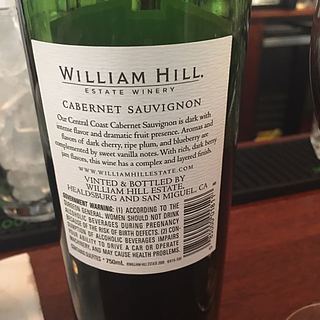 WILLIAM HILL.
ESTATE WINERY
CABERNET SAUVIGNON
Our Central Coast Cabernet Sauvignon is dark with
intense flavor and dramatic fruit presence. Aromas and
flavors of dark cherry, ripe plum, and blueberry are
complemented by sweet vanilla notes. With rich, dark berry
jam flavors, this wine has a complex and layered finish.
WWW.WILLIAMHILLESTATE.COM
VINTED & BOTTLED BY
WILLIAM HILL ESTATE,
HEALDSBURG AND SAN MIGUEL, CA
GOVERNMENT WARNING: (1) ACCORDING TO THE
SURGEON GENERAL, WOMEN SHOULD NOT DRINK
ALCOHOLIC BEVERAGES DURING PREGNANCY
BECAUSE OF THE RISK OF BIRTH DEFECTS. (2) CON-
SUMPTION OF ALCOHOLIC BEVERAGES IMPAIRS
YOUR ABILITY TO DRIVE A CAR OR OPERATE
MACHINERY, AND MAY CAUSE HEALTH PROBLEMS.
CONTAINS SULFITES • 750mL